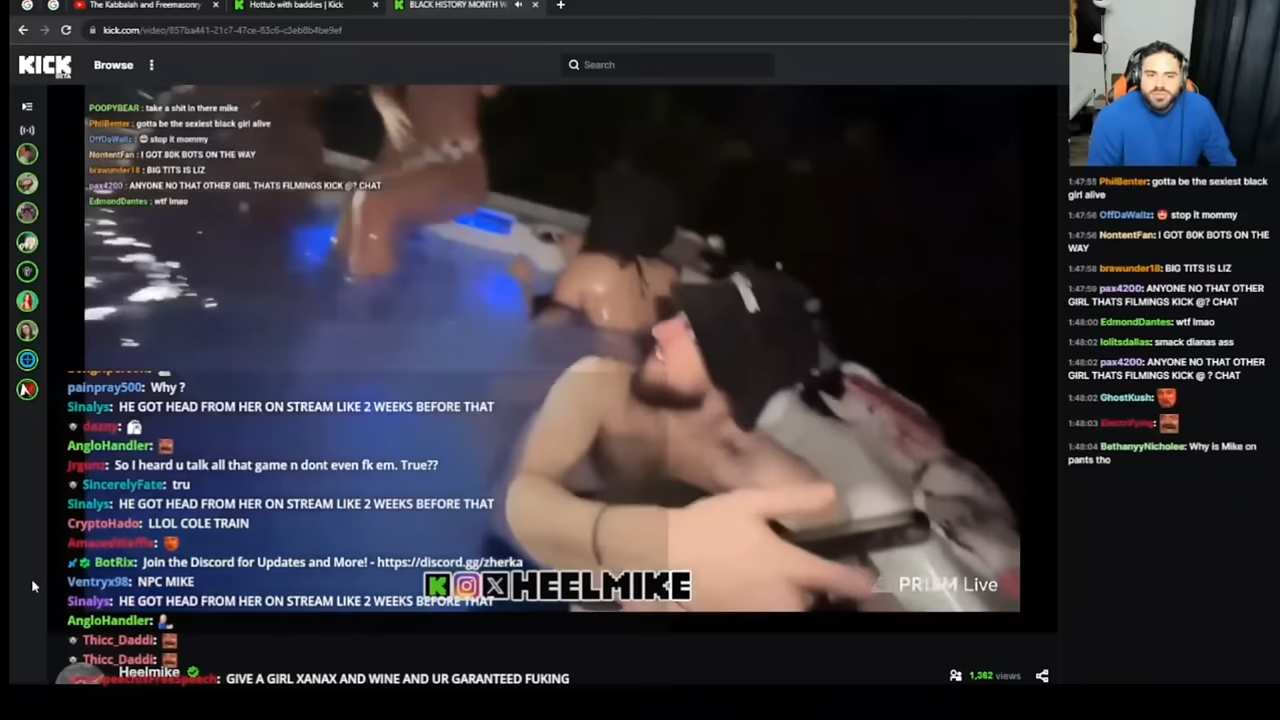 The Kabbalah and Freemasonry
Hottub with baddies | Kick
BLACK HISTORY MONTH W
kick.com/video/857ba441-21c7-47ce-83c6-c3eb8b4be9ef
KICK
BETA
Browse
Search
POOPYBEAR : take a shit in there mike
PhilBenter : gotta be the sexiest black girl alive
OffDaWallz : 😍 stop it mommy
NontentFan : I GOT 80K BOTS ON THE WAY
brawunder18 : BIG TITS IS LIZ
pax4200 : ANYONE NO THAT OTHER GIRL THATS FILMINGS KICK @? CHAT
EdmondDantes : wtf lmao
painpray500: Why ?
Sinalys: HE GOT HEAD FROM HER ON STREAM LIKE 2 WEEKS BEFORE THAT
dazny:
AngloHandler:
Jrgunz: So I heard u talk all that game n dont even fk em. True??
SincerelyFate: tru
Sinalys: HE GOT HEAD FROM HER ON STREAM LIKE 2 WEEKS BEFORE THAT
CryptoHado: LLOL COLE TRAIN
AmazedWaffle:
BotRix: Join the Discord for Updates and More! - https://discord.gg/zherka
Ventryx98: NPC MIKE
Sinalys: HE GOT HEAD FROM HER ON STREAM LIKE 2 WEEKS BEFORE THAT
AngloHandler:
Thicc_Daddi:
Thicc_Daddi:
GIVE A GIRL XANAX AND WINE AND UR GARANTEED FUKING
HEELMIKE
PRISM Live
Heelmike
1,362 views
1:47:55 PhilBenter: gotta be the sexiest black
girl alive
1:47:56 OffDaWallz: 😍 stop it mommy
1:47:56 NontentFan: I GOT 80K BOTS ON THE
WAY
1:47:58 brawunder18: BIG TITS IS LIZ
1:47:59 pax4200: ANYONE NO THAT OTHER
GIRL THATS FILMINGS KICK @? CHAT
1:48:00 EdmondDantes: wtf lmao
1:48:02 lolitsdallas: smack dianas ass
1:48:02 pax4200: ANYONE NO THAT OTHER
GIRL THATS FILMINGS KICK @ ? CHAT
1:48:02 GhostKush:
1:48:03 Electrifying:
1:48:04 BethanyyNicholee: Why is Mike on
pants tho